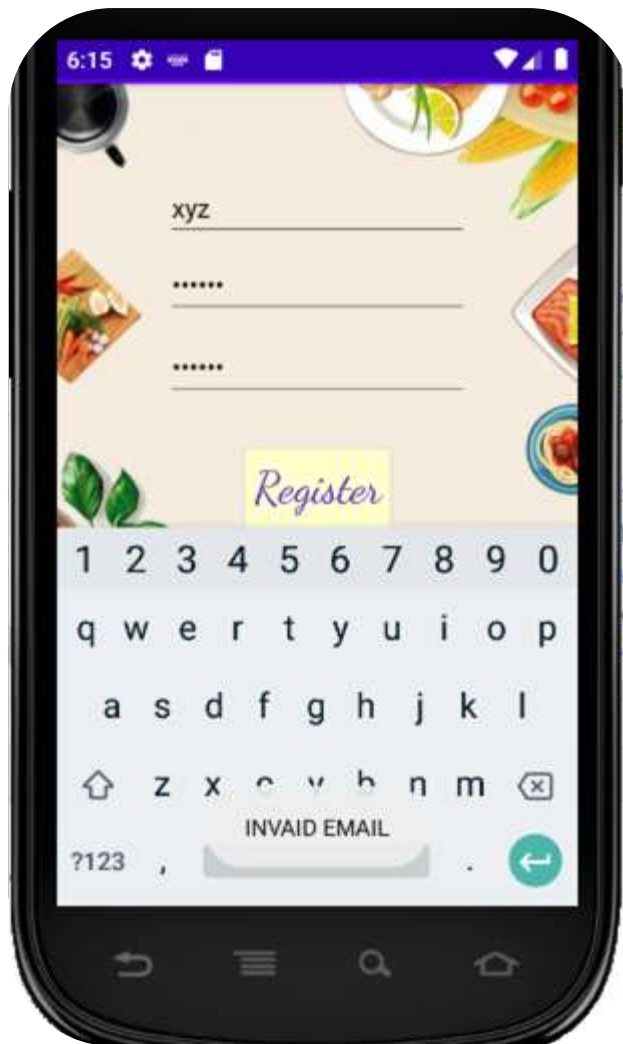 6:15
xyz
••••••
••••••
Register
1 2 3 4 5 6 7 8 9 0
q w e r t y u i o p
a s d f g h j k l
z x c v b n m
INVAID EMAIL
?123 , .